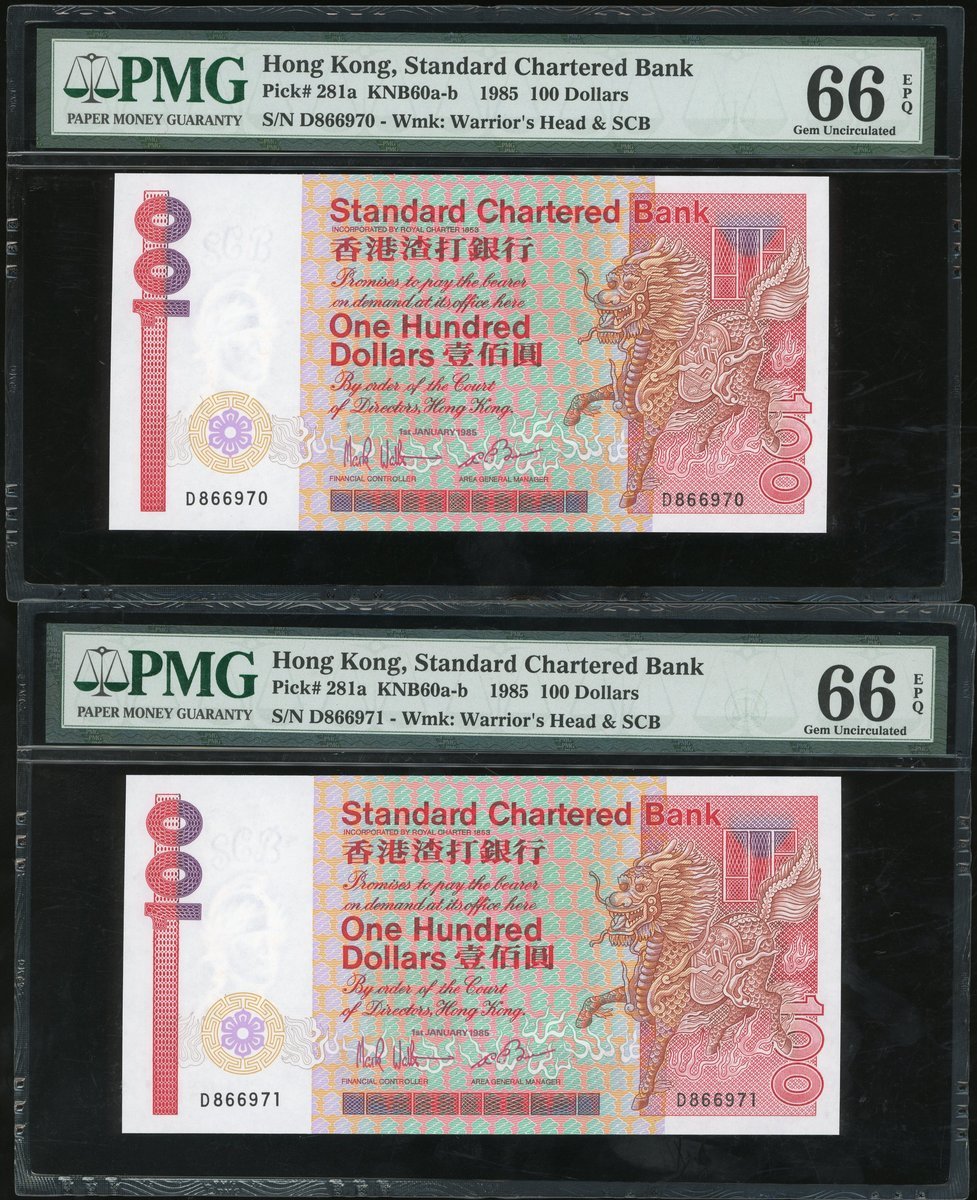 PMG
PAPER MONEY GUARANTY
Hong Kong, Standard Chartered Bank
Pick# 281a KNB60a-b 1985 100 Dollars
S/N D866970 - Wmk: Warrior's Head & SCB
66 EPQ
Gem Uncirculated
100
Standard Chartered Bank
INCORPORATED BY ROYAL CHARTER 1853
香港渣打銀行
Promises to pay the bearer
on demand at its office here
One Hundred
Dollars 壹佰圓
By order of the Court
of Directors, Hong Kong.
1st JANUARY 1985
FINANCIAL CONTROLLER AREA GENERAL MANAGER
D866970 D866970
100
PMG
PAPER MONEY GUARANTY
Hong Kong, Standard Chartered Bank
Pick# 281a KNB60a-b 1985 100 Dollars
S/N D866971 - Wmk: Warrior's Head & SCB
66 EPQ
Gem Uncirculated
100
Standard Chartered Bank
INCORPORATED BY ROYAL CHARTER 1853
香港渣打銀行
Promises to pay the bearer
on demand at its office here
One Hundred
Dollars 壹佰圓
By order of the Court
of Directors, Hong Kong.
1st JANUARY 1985
FINANCIAL CONTROLLER AREA GENERAL MANAGER
D866971 D866971
100